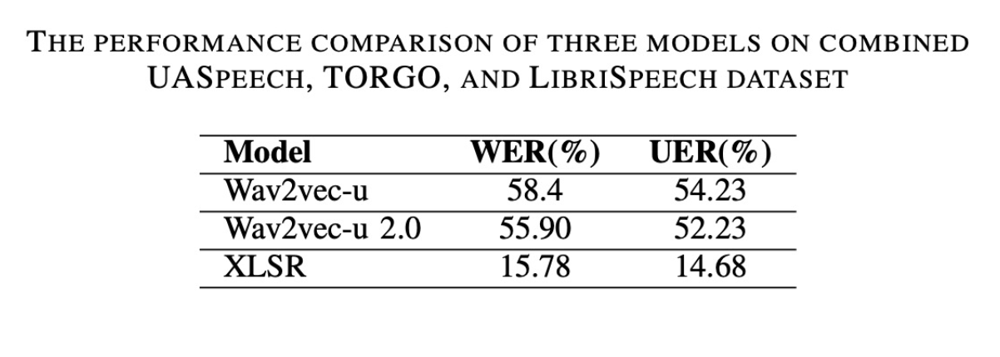 THE PERFORMANCE COMPARISON OF THREE MODELS ON COMBINED
UASPEECH, TORGO, AND LIBRISPEECH DATASET
Model WER(%) UER(%)
Wav2vec-u 58.4 54.23
Wav2vec-u 2.0 55.90 52.23
XLSR 15.78 14.68